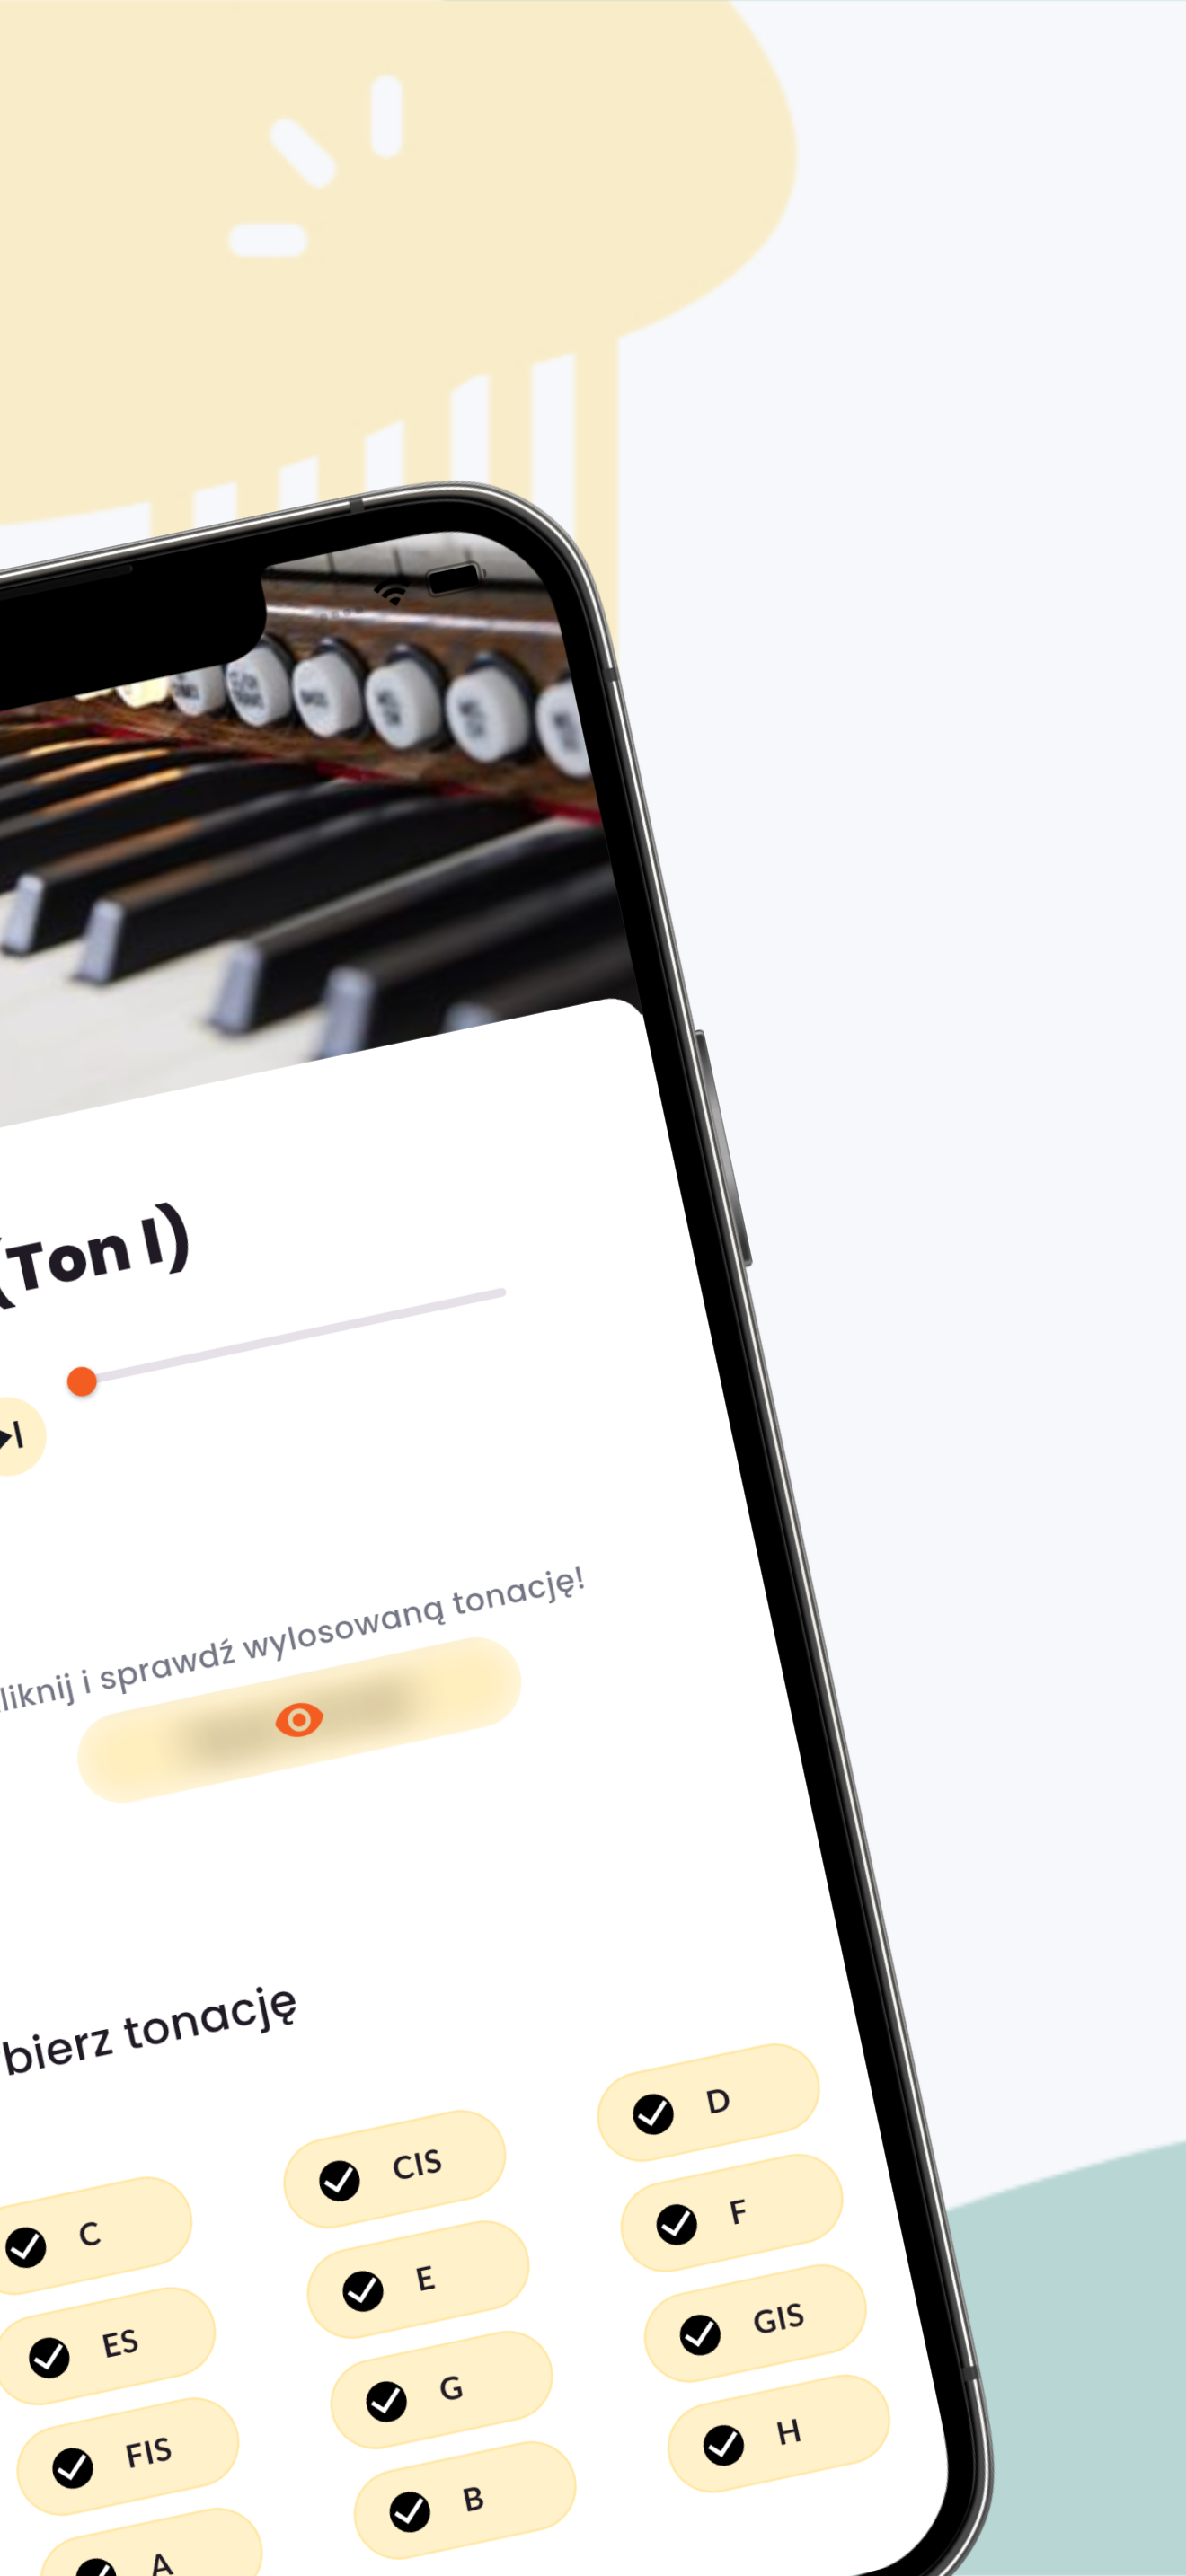 (Ton I)
liknij i sprawdź wylosowaną tonację!
bierz tonację
C CIS D
ES E F
FIS G GIS
A B H